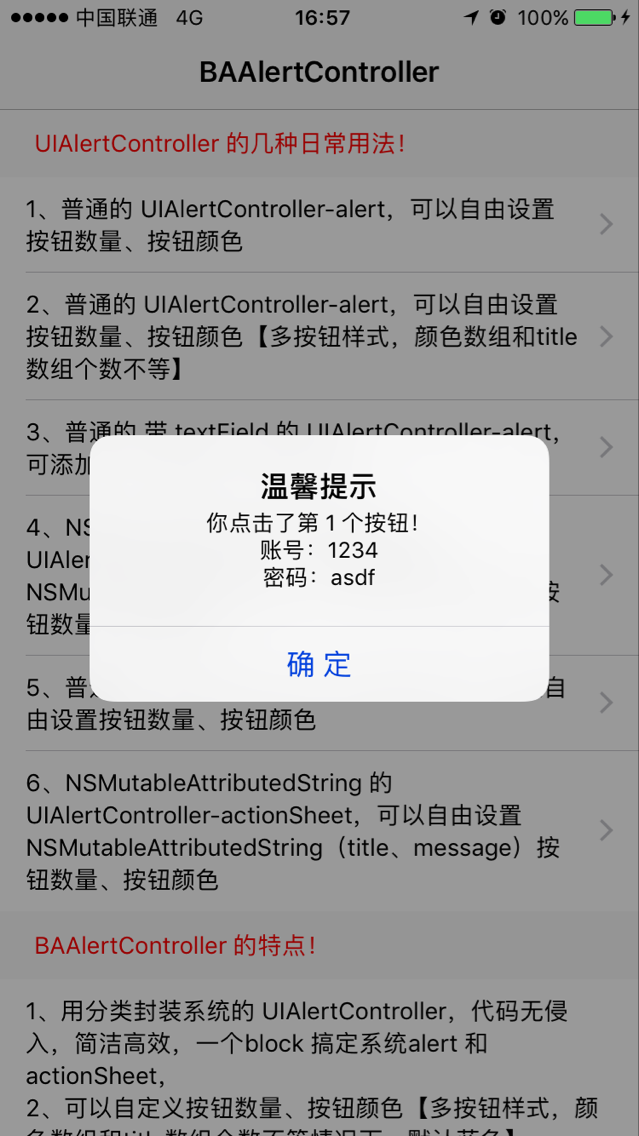 中国联通 4G 16:57 100%
BAAlertController
UIAlertController 的几种日常用法！
1、普通的 UIAlertController-alert，可以自由设置
按钮数量、按钮颜色
2、普通的 UIAlertController-alert，可以自由设置
按钮数量、按钮颜色【多按钮样式，颜色数组和title
数组个数不等】
3、普通的 带 textField 的 UIAlertController-alert，
可添加
温馨提示
你点击了第 1 个按钮！
账号：1234
密码：asdf
确 定
4、NS
UIAler
NSMu 按
钮数量
5、普 自
由设置按钮数量、按钮颜色
6、NSMutableAttributedString 的
UIAlertController-actionSheet，可以自由设置
NSMutableAttributedString（title、message）按
钮数量、按钮颜色
BAAlertController 的特点！
1、用分类封装系统的 UIAlertController，代码无侵
入，简洁高效，一个block 搞定系统alert 和
actionSheet，
2、可以自定义按钮数量、按钮颜色【多按钮样式，颜